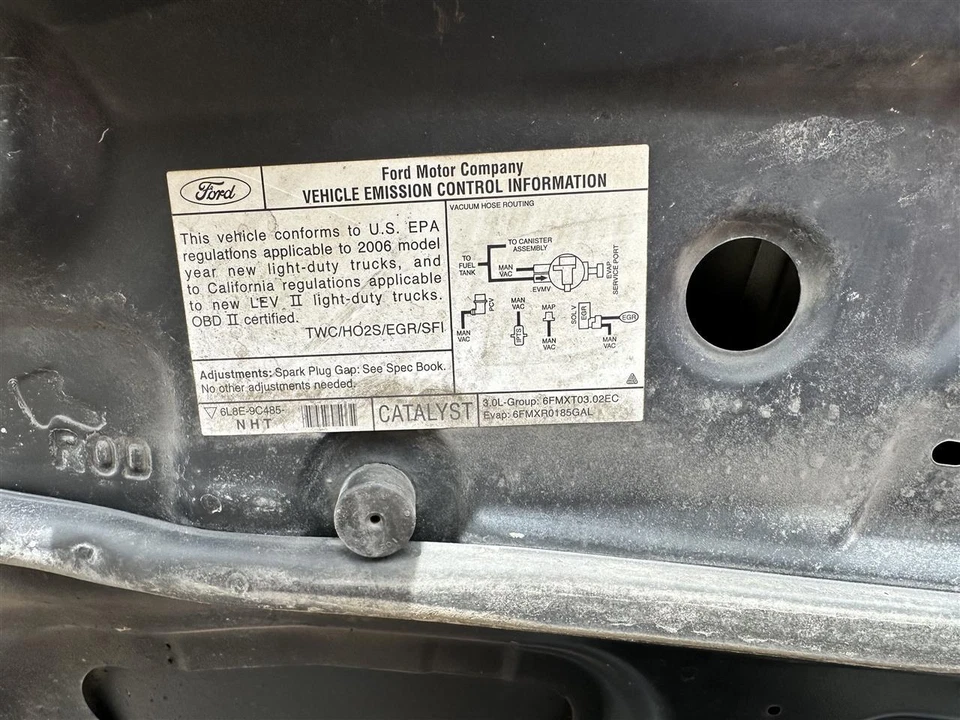 Ford
Ford Motor Company
VEHICLE EMISSION CONTROL INFORMATION
This vehicle conforms to U.S. EPA
regulations applicable to 2006 model
year new light-duty trucks, and
to California regulations applicable
to new LEV II light-duty trucks.
OBD II certified.
TWC/HO2S/EGR/SFI
Adjustments: Spark Plug Gap: See Spec Book.
No other adjustments needed.
6L8E-9C485-
N H T
CATALYST
3.0L-Group: 6FMXT03.02EC
Evap: 6FMXR0185GAL
VACUUM HOSE ROUTING
TO CANISTER
ASSEMBLY
TO
FUEL
TANK
MAN
VAC
EVMV
EVAP
SERVICE PORT
PCV
MAN
VAC
MAN
VAC
IPTS
MAP
MAN
VAC
SOL V
EGR
EGR
MAN
VAC
ROD